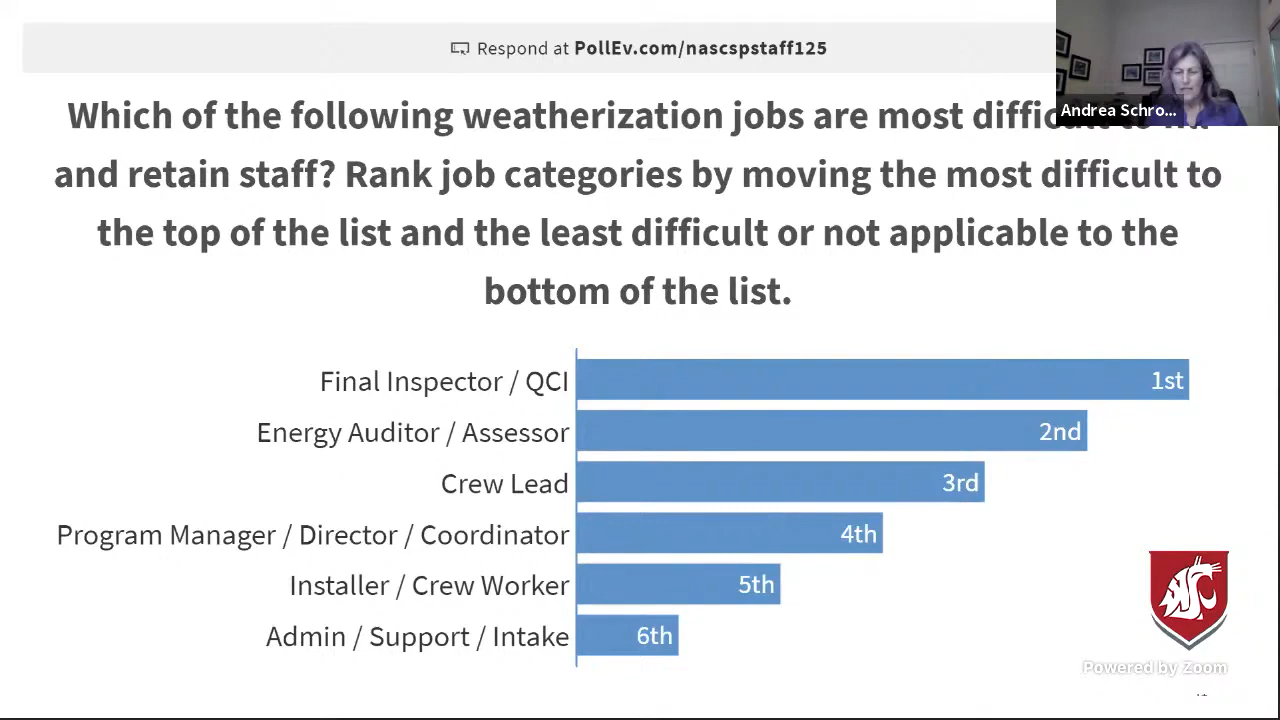 Respond at PollEv.com/nascspstaff125
Andrea Schro...
Which of the following weatherization jobs are most difficult to fill
and retain staff? Rank job categories by moving the most difficult to
the top of the list and the least difficult or not applicable to the
bottom of the list.
Final Inspector / QCI 1st
Energy Auditor / Assessor 2nd
Crew Lead 3rd
Program Manager / Director / Coordinator 4th
Installer / Crew Worker 5th
Admin / Support / Intake 6th
Powered by Zoom